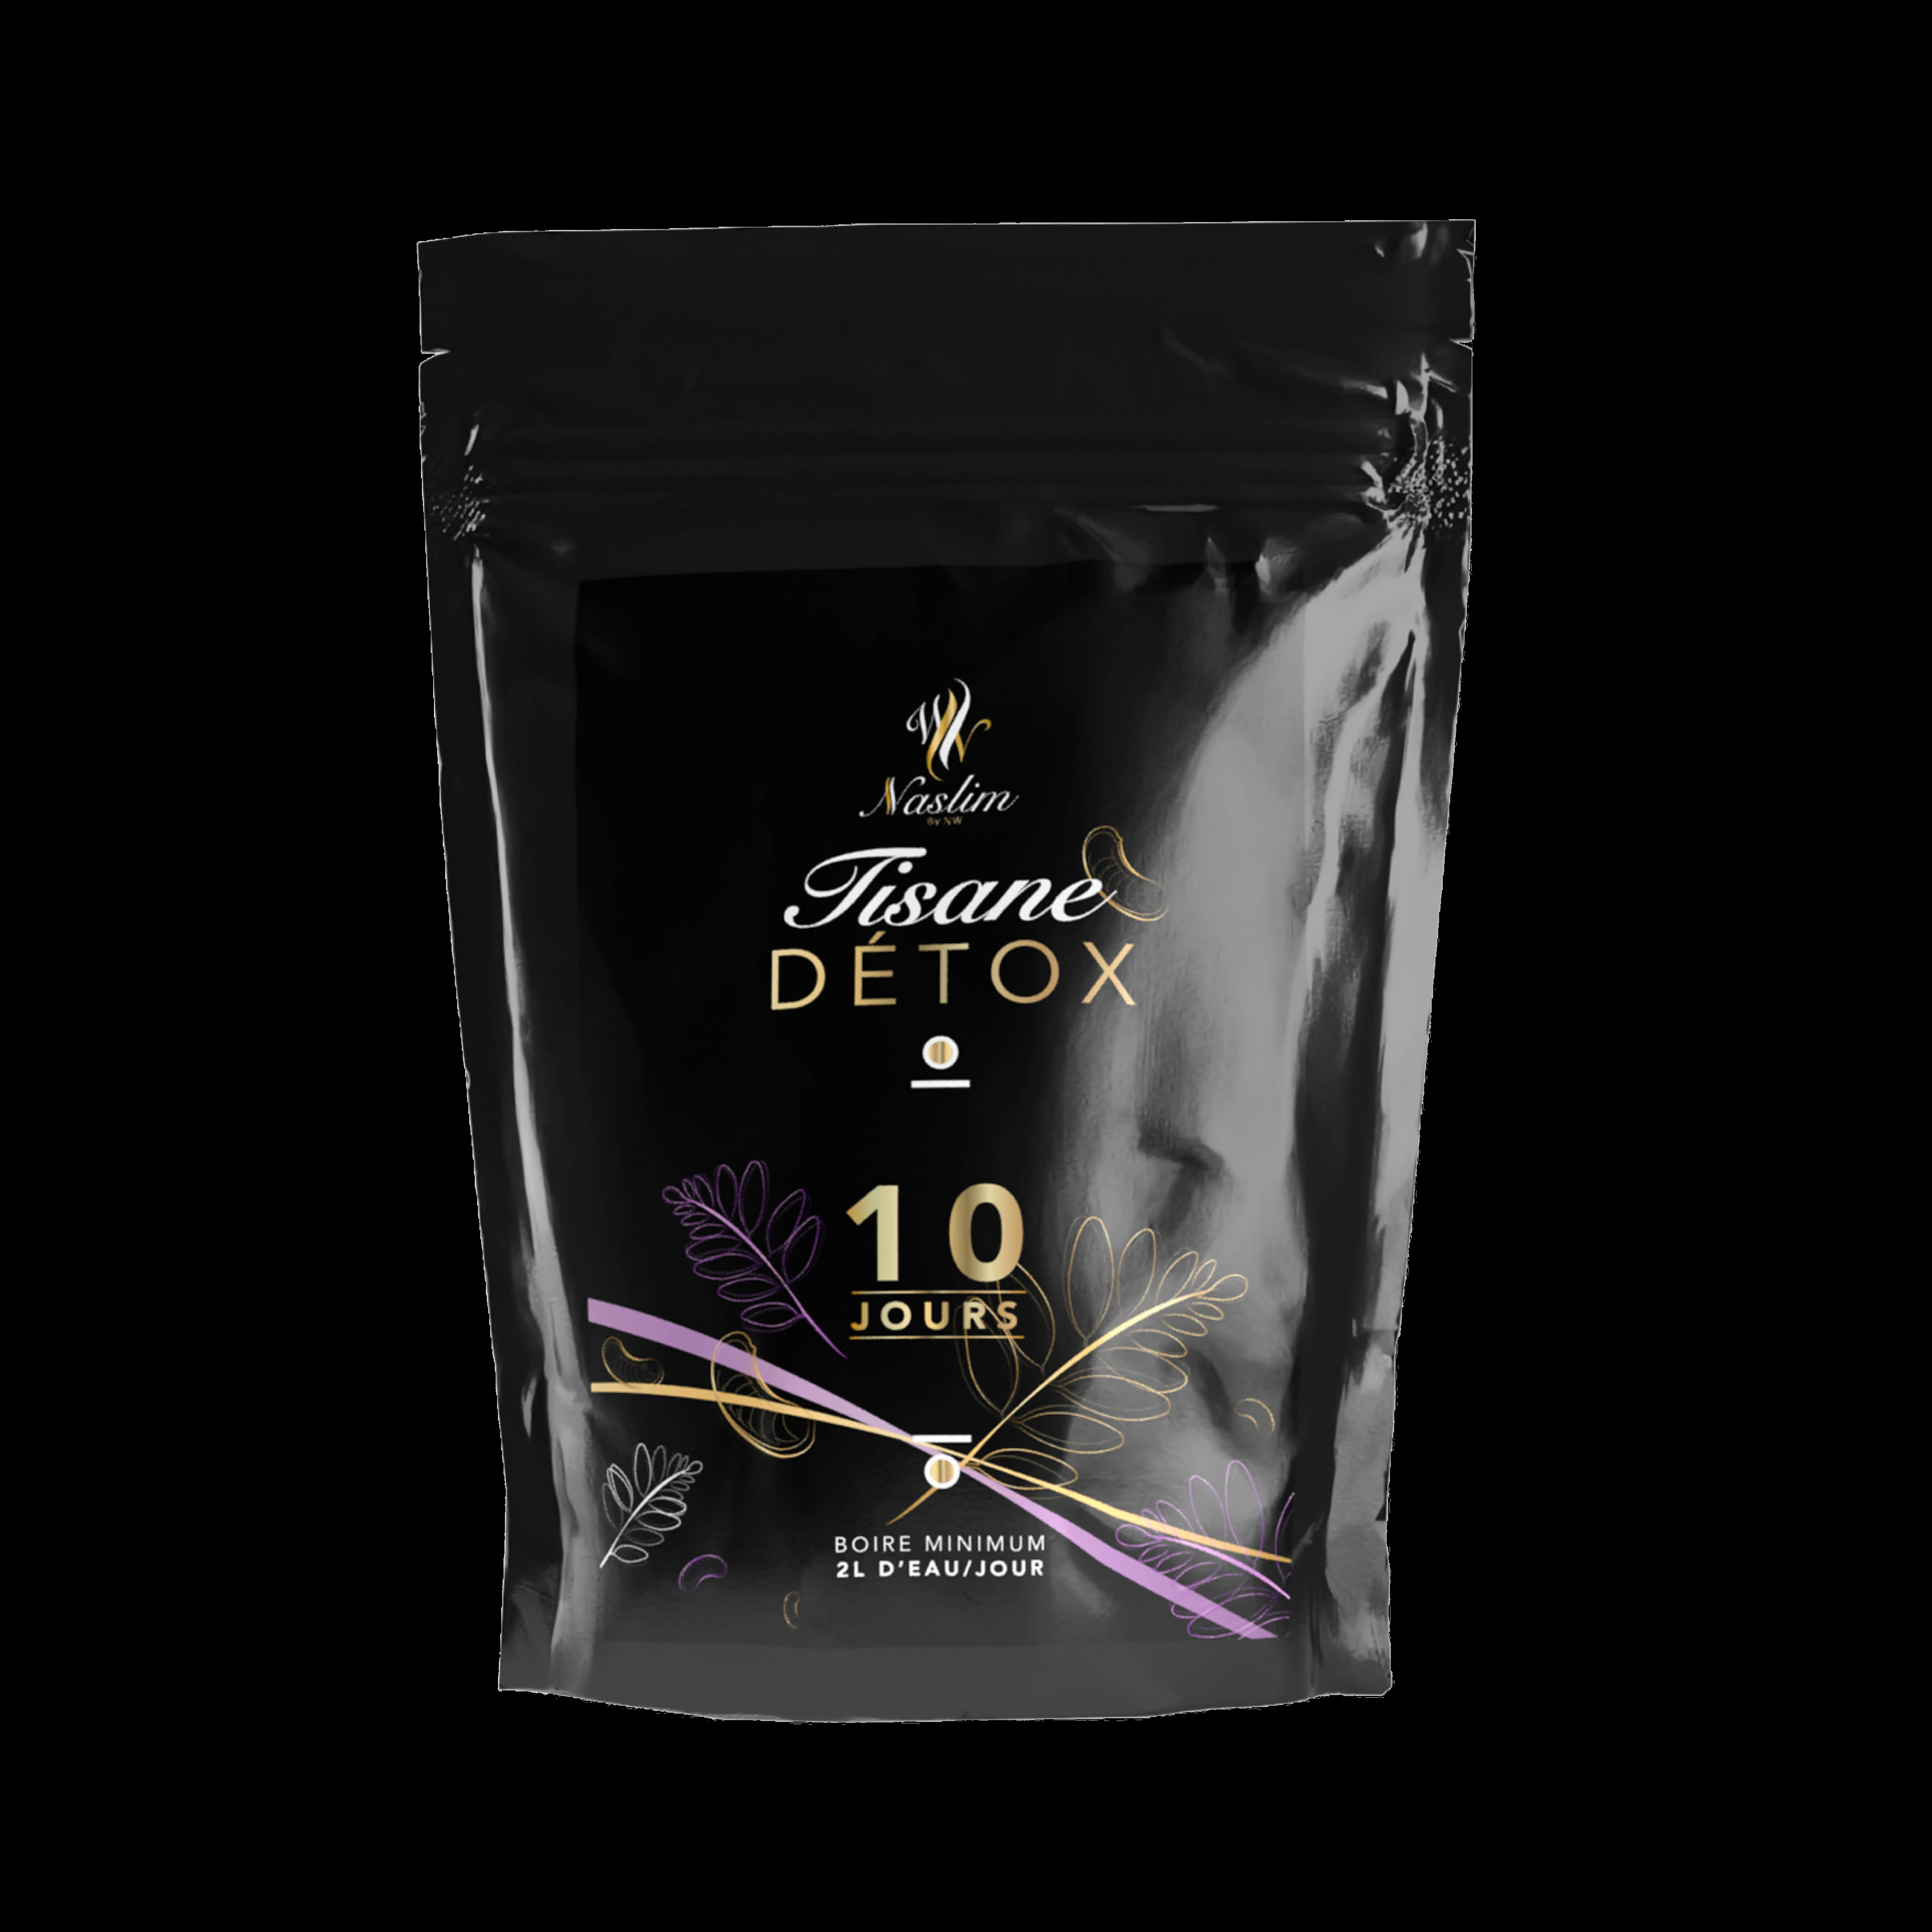 Naslim
By NW
Tisane
DÉTOX
10
JOURS
BOIRE MINIMUM
2L D'EAU/JOUR